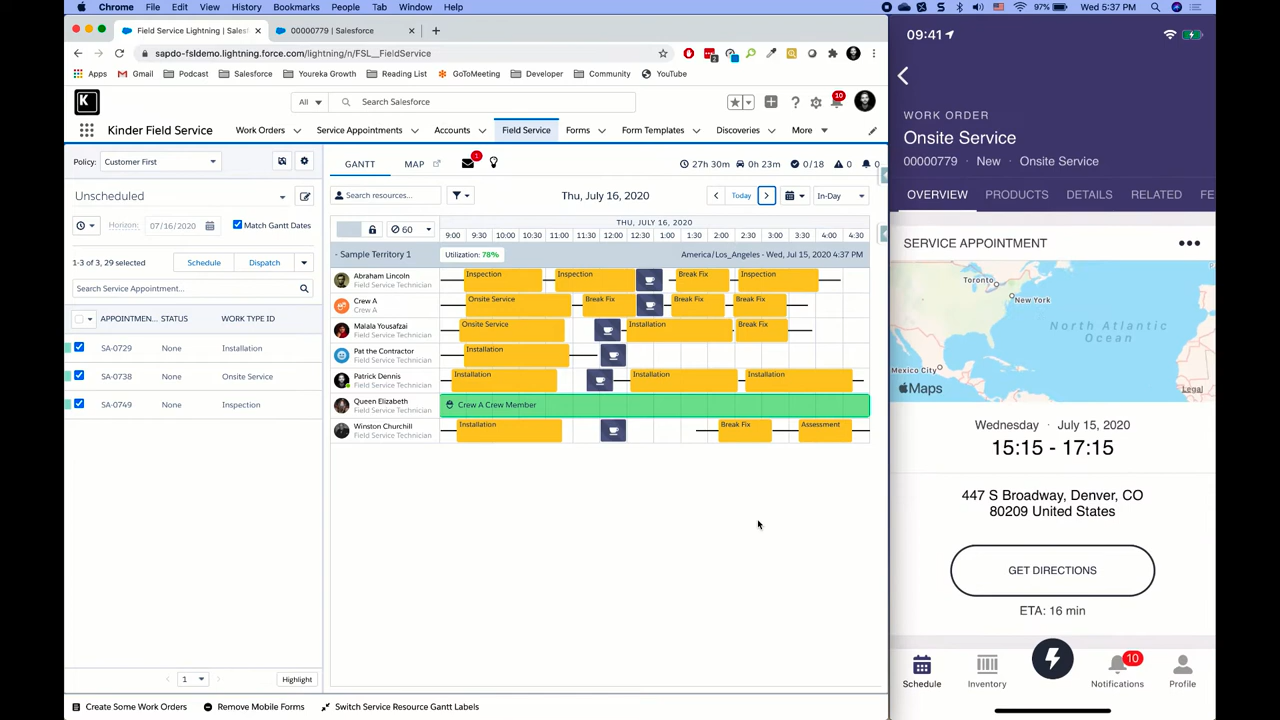 Chrome File Edit View History Bookmarks People Tab Window Help 97% Wed 5:37 PM
Field Service Lightning | Sales 00000779 | Salesforce
sapdo-fsldemo.lightning.force.com/lightning/n/FSL__FieldService
Apps Gmail Podcast Salesforce Youreka Growth Reading List GoToMeeting Developer Community YouTube
K All Search Salesforce 10
Kinder Field Service Work Orders Service Appointments Accounts Field Service Forms Form Templates Discoveries More
Policy: Customer First
Unscheduled
Horizon: 07/16/2020 Match Gantt Dates
1-3 of 3, 29 selected Schedule Dispatch
Search Service Appointment...
APPOINTMEN... STATUS WORK TYPE ID
SA-0729 None Installation
SA-0738 None Onsite Service
SA-0749 None Inspection
1 Highlight
GANTT MAP 1 27h 30m 0h 23m 0/18 0 0
Search resources... Thu, July 16, 2020 Today In-Day
60 THU, JULY 16, 2020
9:00 9:30 10:00 10:30 11:00 11:30 12:00 12:30 1:00 1:30 2:00 2:30 3:00 3:30 4:00 4:30
Sample Territory 1 Utilization: 78% America/Los_Angeles - Wed, Jul 15, 2020 4:37 PM
Abraham Lincoln Inspection Inspection Break Fix Inspection
Field Service Technician
Crew A Onsite Service Break Fix Break Fix Break Fix
Crew A
Malala Yousafzai Onsite Service Installation Break Fix
Field Service Technician
Pat the Contractor Installation
Field Service Technician
Patrick Dennis Installation Installation Installation
Field Service Technician
Queen Elizabeth Crew A Crew Member
Field Service Technician
Winston Churchill Installation Break Fix Assessment
Field Service Technician
Create Some Work Orders Remove Mobile Forms Switch Service Resource Gantt Labels
09:41
WORK ORDER
Onsite Service
00000779 · New · Onsite Service
OVERVIEW PRODUCTS DETAILS RELATED FE
SERVICE APPOINTMENT
Toronto
New York
North Atlantic
Ocean
Mexico City
Maps Legal
Wednesday · July 15, 2020
15:15 - 17:15
447 S Broadway, Denver, CO
80209 United States
GET DIRECTIONS
ETA: 16 min
10
Schedule Inventory Notifications Profile